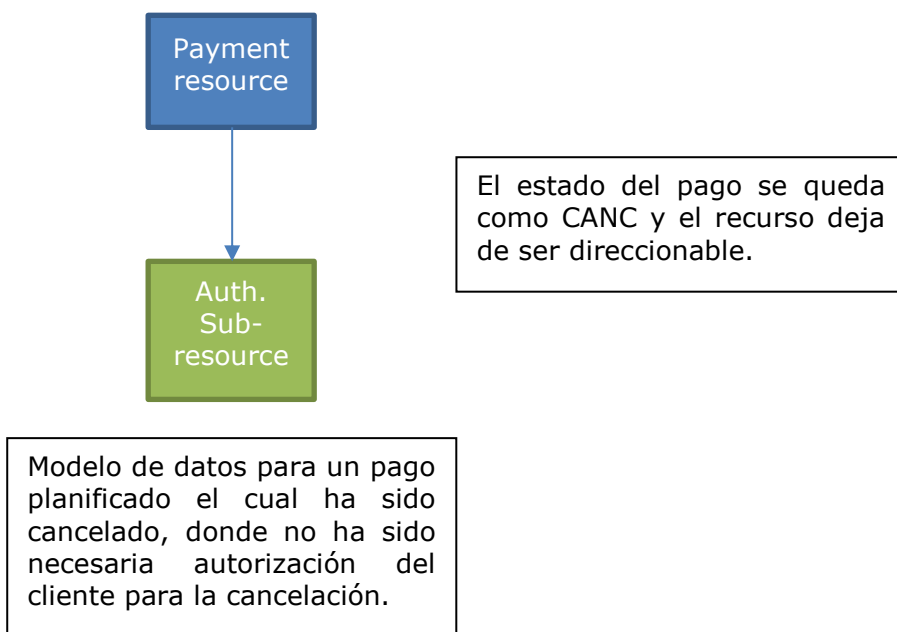 Payment
resource
El estado del pago se queda
como CANC y el recurso deja
de ser direccionable.
Auth.
Sub-
resource
Modelo de datos para un pago
planificado el cual ha sido
cancelado, donde no ha sido
necesaria autorización del
cliente para la cancelación.